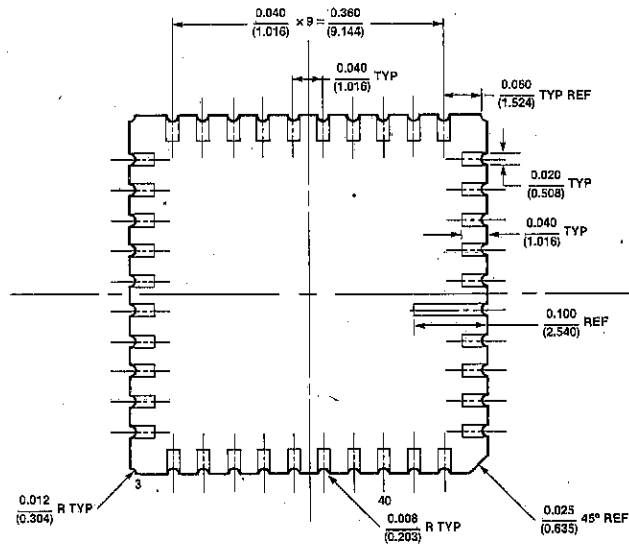 0.040
(1.016) × 9 = 0.360
(9.144)
0.040
(1.016) TYP
0.060
(1.524) TYP REF
0.020
(0.508) TYP
0.040
(1.016) TYP
0.100
(2.540) REF
3
40
0.012
(0.304) R TYP
0.008
(0.203) R TYP
0.025
(0.635) 45° REF